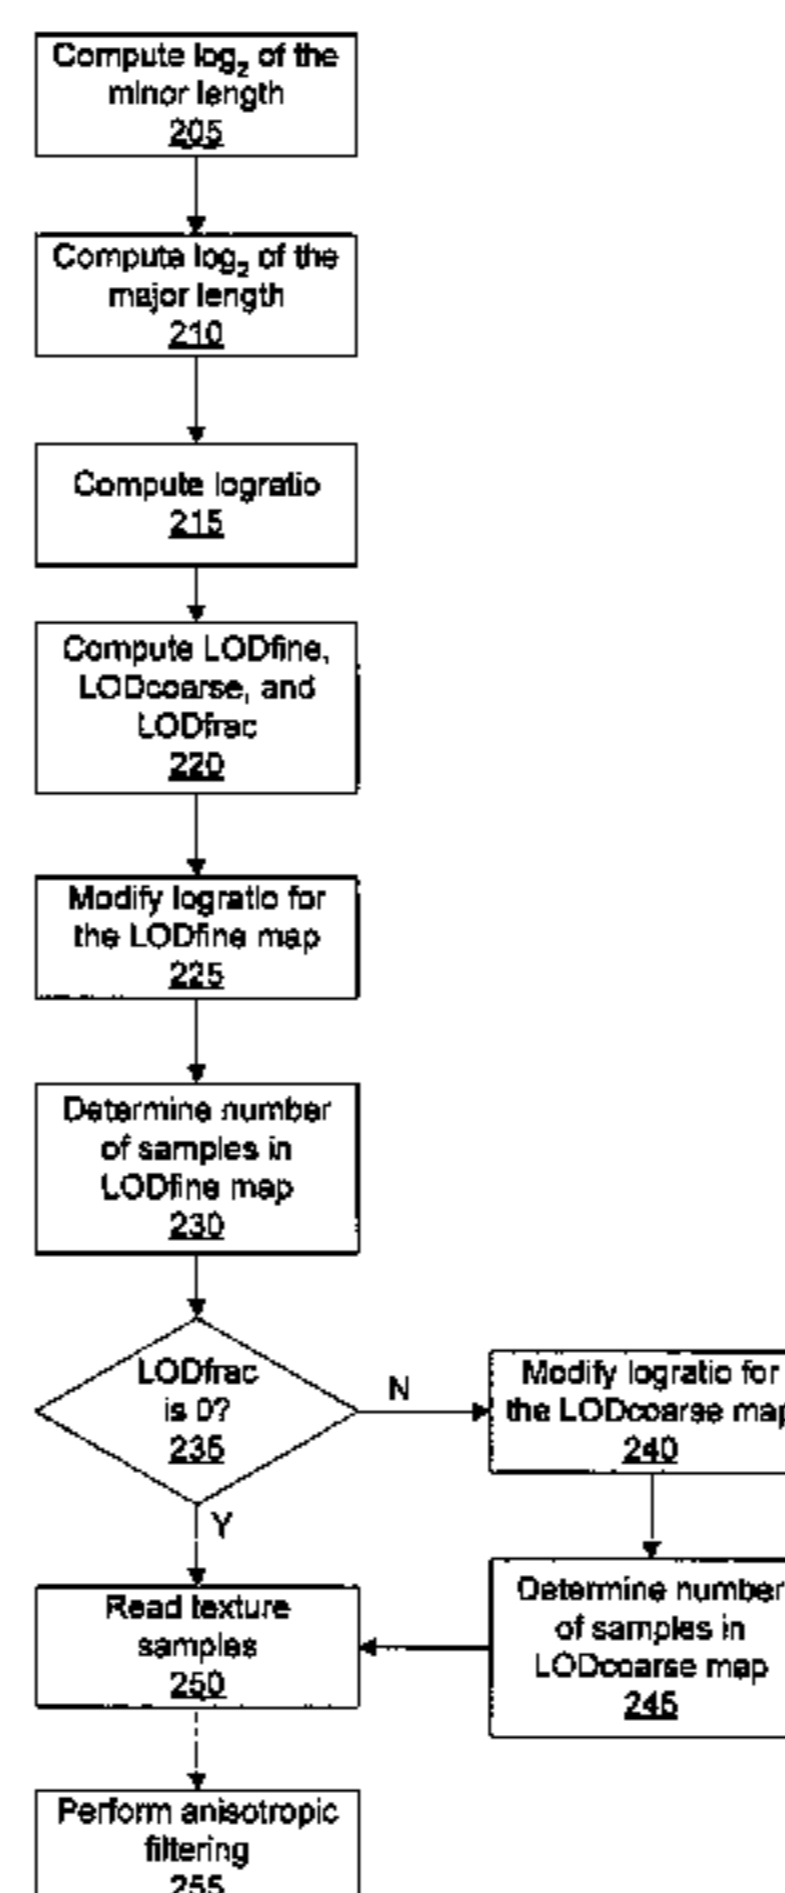 Compute log₂ of the
minor length
205
Compute log₂ of the
major length
210
Compute logratio
215
Compute LODfine,
LODcoarse, and
LODfrac
220
Modify logratio for
the LODfine map
225
Determine number
of samples in
LODfine map
230
LODfrac
is 0?
235
N
Modify logratio for
the LODcoarse map
240
Y
Determine number
of samples in
LODcoarse map
245
Read texture
samples
250
Perform anisotropic
filtering
255